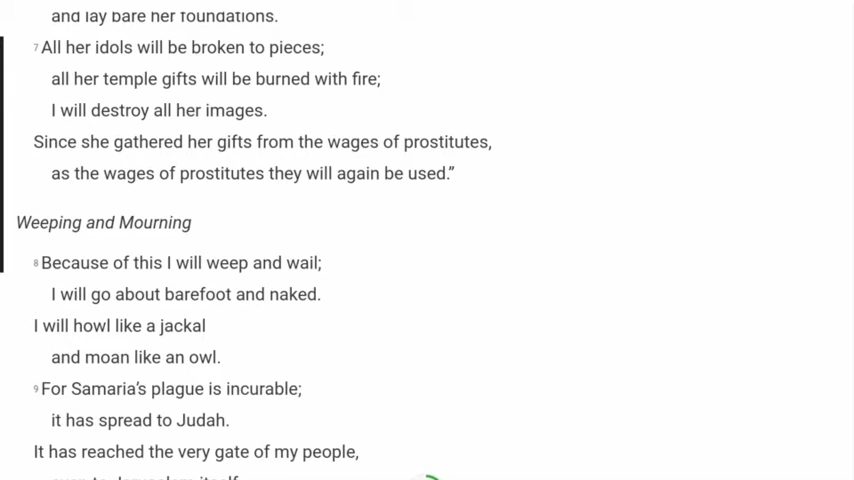 and lay bare her foundations.
7 All her idols will be broken to pieces;
all her temple gifts will be burned with fire;
I will destroy all her images.
Since she gathered her gifts from the wages of prostitutes,
as the wages of prostitutes they will again be used.”
Weeping and Mourning
8 Because of this I will weep and wail;
I will go about barefoot and naked.
I will howl like a jackal
and moan like an owl.
9 For Samaria’s plague is incurable;
it has spread to Judah.
It has reached the very gate of my people,
even to Jerusalem itself